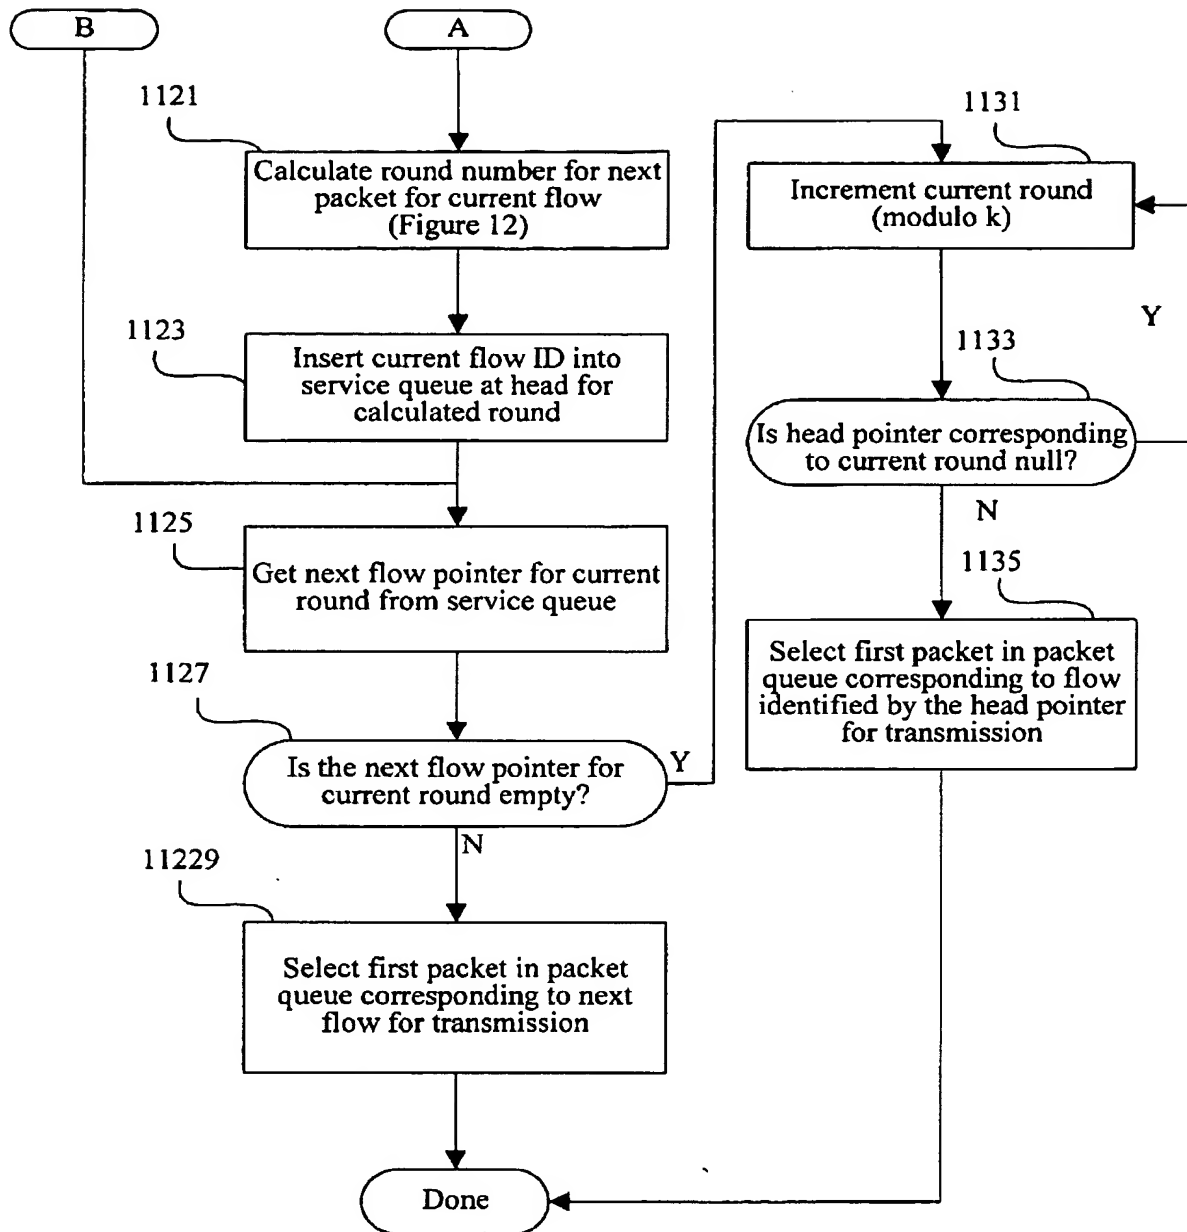 B
A
1121
Calculate round number for next
packet for current flow
(Figure 12)
1123
Insert current flow ID into
service queue at head for
calculated round
1125
Get next flow pointer for current
round from service queue
1127
Is the next flow pointer for
current round empty?
Y
N
11229
Select first packet in packet
queue corresponding to next
flow for transmission
1131
Increment current round
(modulo k)
Y
1133
Is head pointer corresponding
to current round null?
N
1135
Select first packet in packet
queue corresponding to flow
identified by the head pointer
for transmission
Done